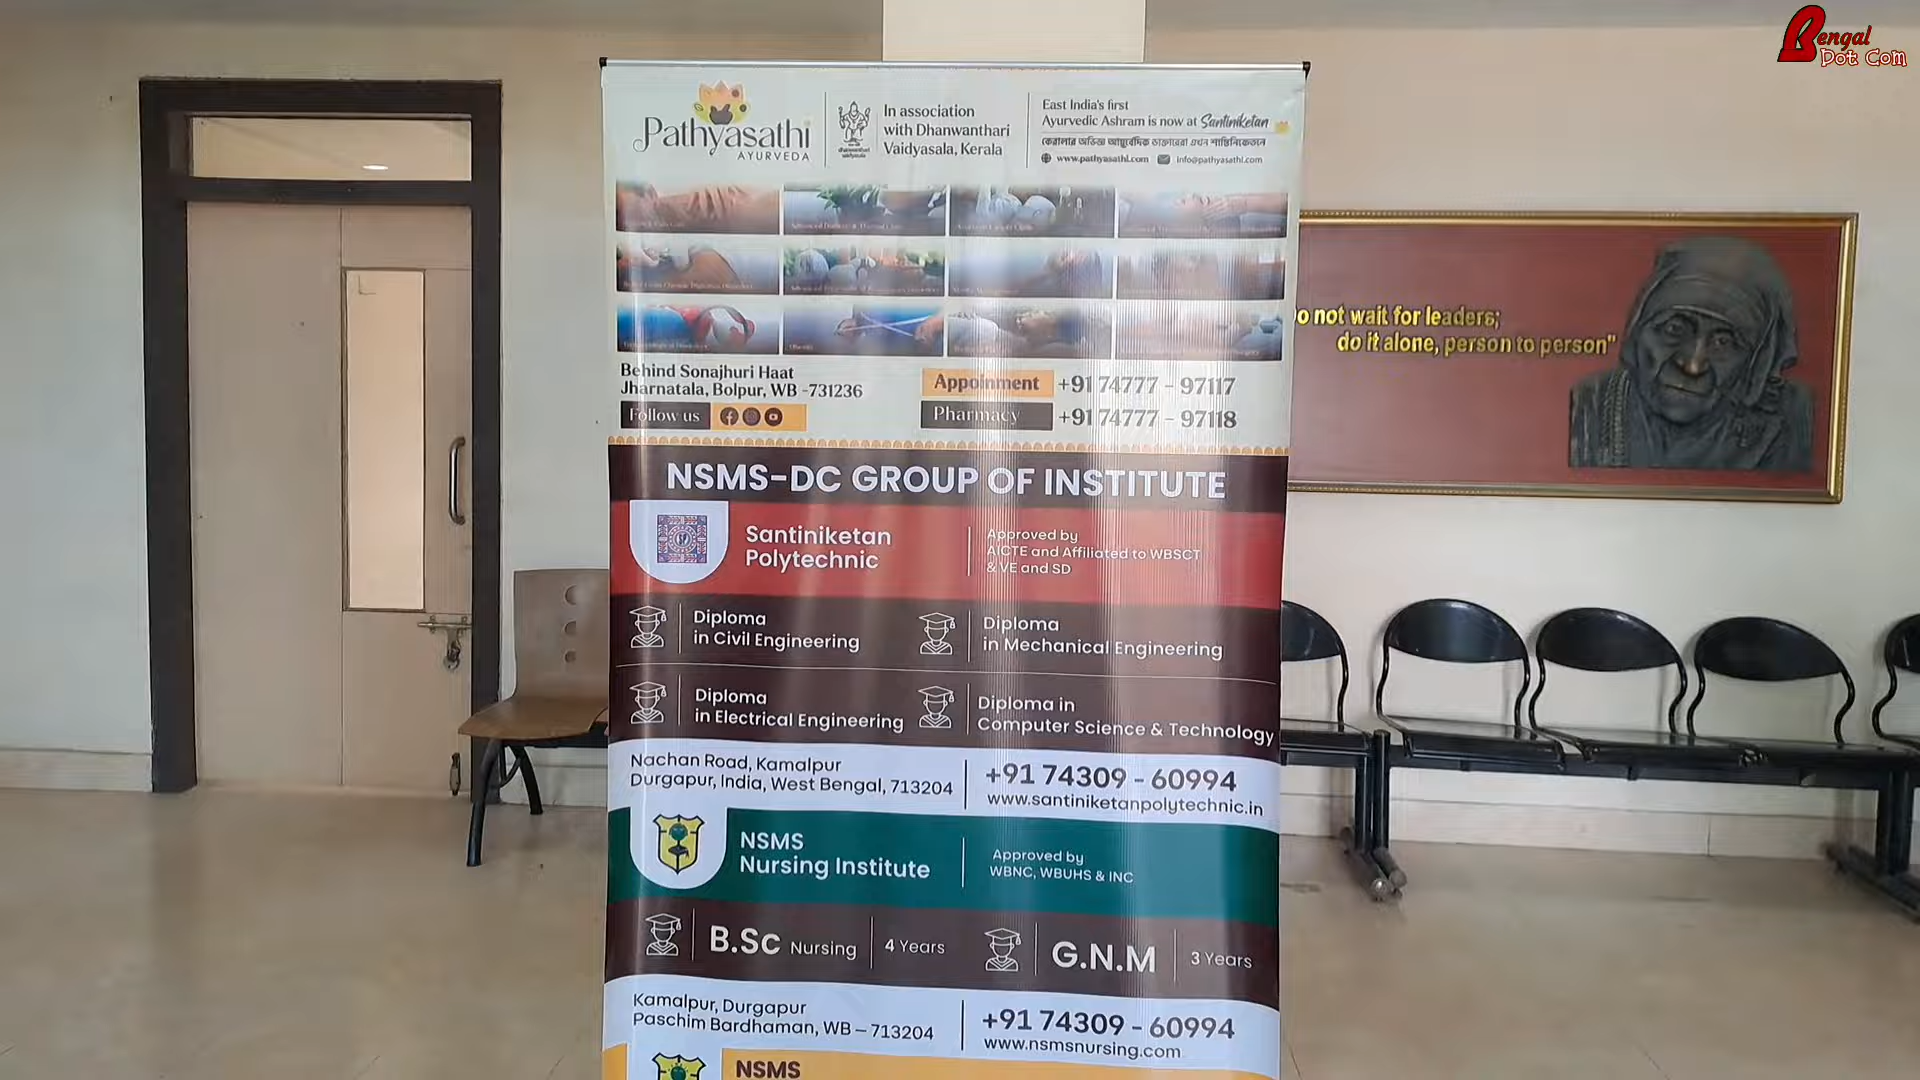 Bengal
Dot Com
Pathyasathi
AYURVEDA
In association
with Dhanwanthari
Vaidyasala, Kerala
East India's first
Ayurvedic Ashram is now at Santiniketan
কেরালার অভিজ্ঞ আয়ুর্বেদিক ডাক্তারেরা এখন শান্তিনিকেতনে
www.pathyasathi.com info@pathyasathi.com
Behind Sonajhuri Haat
Jharnatala, Bolpur, WB -731236
Follow us
Appoinment +91 74777 - 97117
Pharmacy +91 74777 - 97118
NSMS-DC GROUP OF INSTITUTE
Santiniketan
Polytechnic
Approved by
AICTE and Affiliated to WBSCT
& VE and SD
Diploma
in Civil Engineering
Diploma
in Mechanical Engineering
Diploma
in Electrical Engineering
Diploma in
Computer Science & Technology
Nachan Road, Kamalpur
Durgapur, India, West Bengal, 713204
+91 74309 - 60994
www.santiniketanpolytechnic.in
NSMS
Nursing Institute
Approved by
WBNC, WBUHS & INC
B.Sc Nursing 4 Years
G.N.M 3 Years
Kamalpur, Durgapur
Paschim Bardhaman, WB – 713204
+91 74309 - 60994
www.nsmsnursing.com
NSMS
o not wait for leaders;
do it alone, person to person"